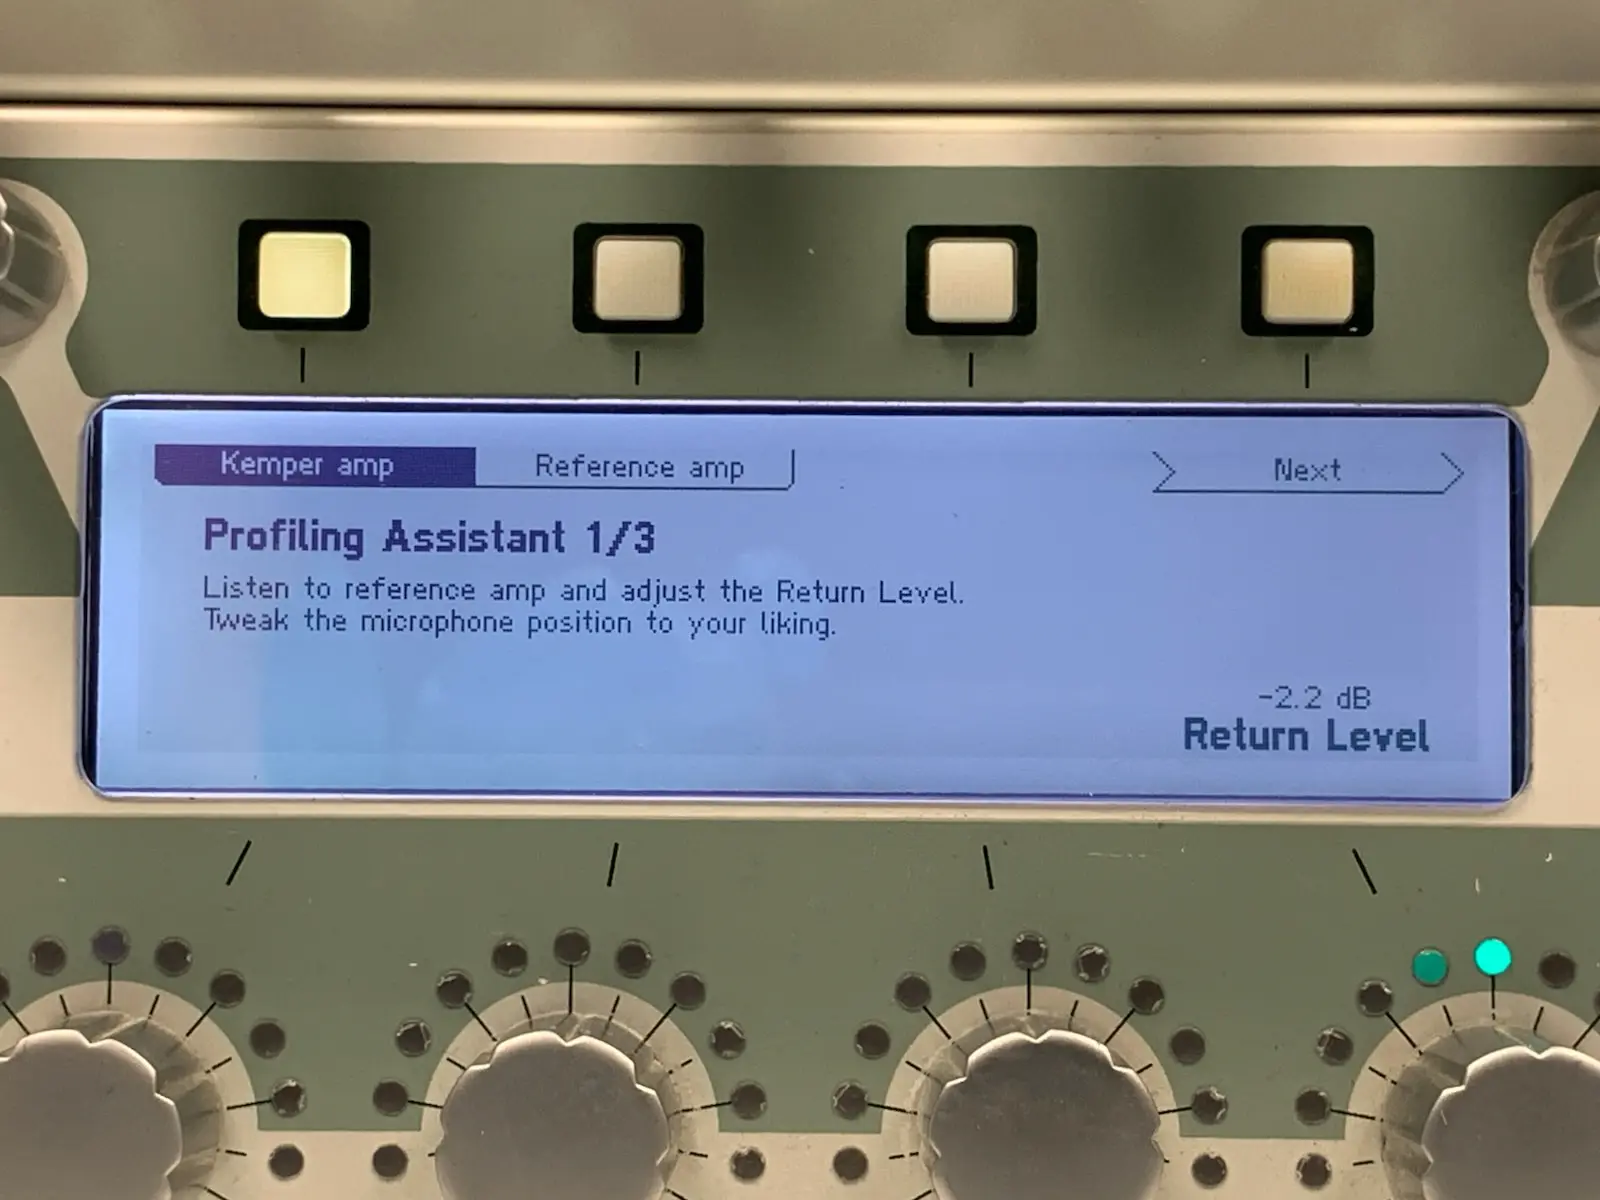 Kemper amp
Reference amp
Next
Profiling Assistant 1/3
Listen to reference amp and adjust the Return Level.
Tweak the microphone position to your liking.
-2.2 dB
Return Level